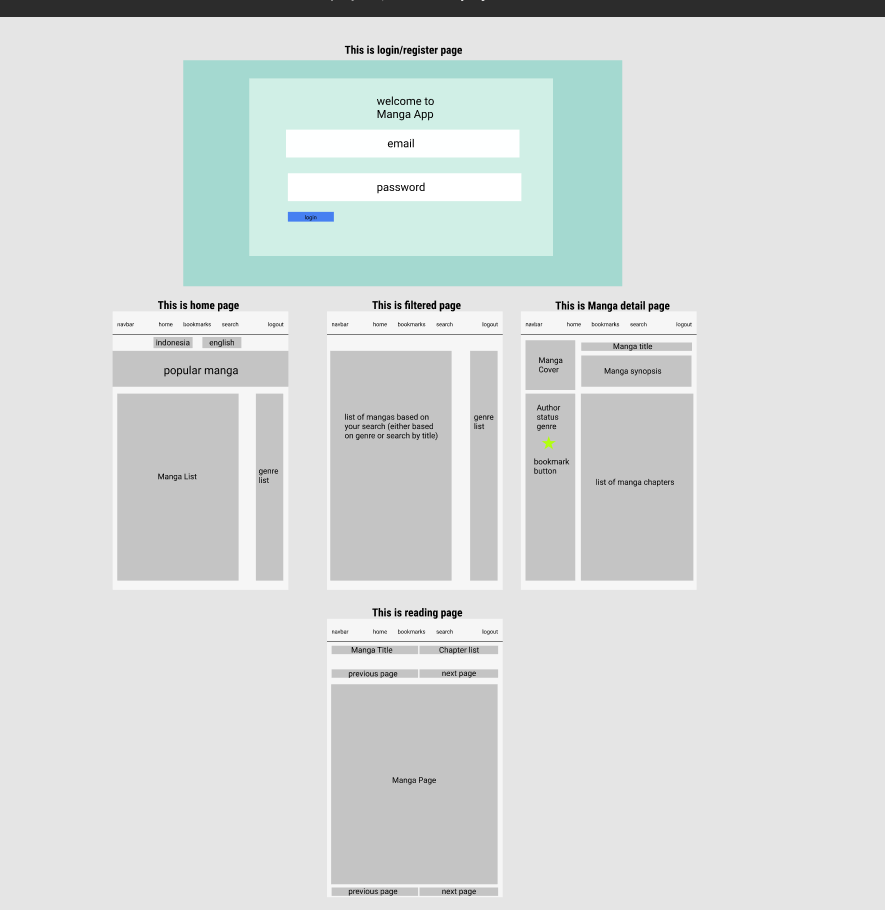 This is login/register page
welcome to
Manga App
email
password
login
This is home page
navbar home bookmarks search logout
indonesia english
popular manga
Manga List
genre
list
This is filtered page
navbar home bookmarks search logout
list of mangas based on
your search (either based
on genre or search by title)
genre
list
This is Manga detail page
navbar home bookmarks search logout
Manga
Cover
Manga title
Manga synopsis
Author
status
genre
bookmark
button
list of manga chapters
This is reading page
navbar home bookmarks search logout
Manga Title Chapter list
previous page next page
Manga Page
previous page next page